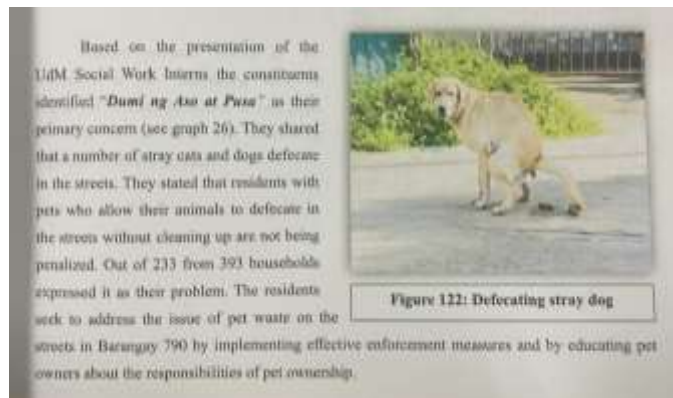 Based on the presentation of the
UdM Social Work Interns the constituents
identified "Dumi ng Aso at Pusa" as their
primary concern (see graph 26). They shared
that a number of stray cats and dogs defecate
in the streets. They stated that residents with
pets who allow their animals to defecate in
the streets without cleaning up are not being
penalized. Out of 233 from 393 households
expressed it as their problem. The residents
seek to address the issue of pet waste on the
streets in Barangay 790 by implementing effective enforcement measures and by educating pet
owners about the responsibilities of pet ownership.
Figure 122: Defecating stray dog